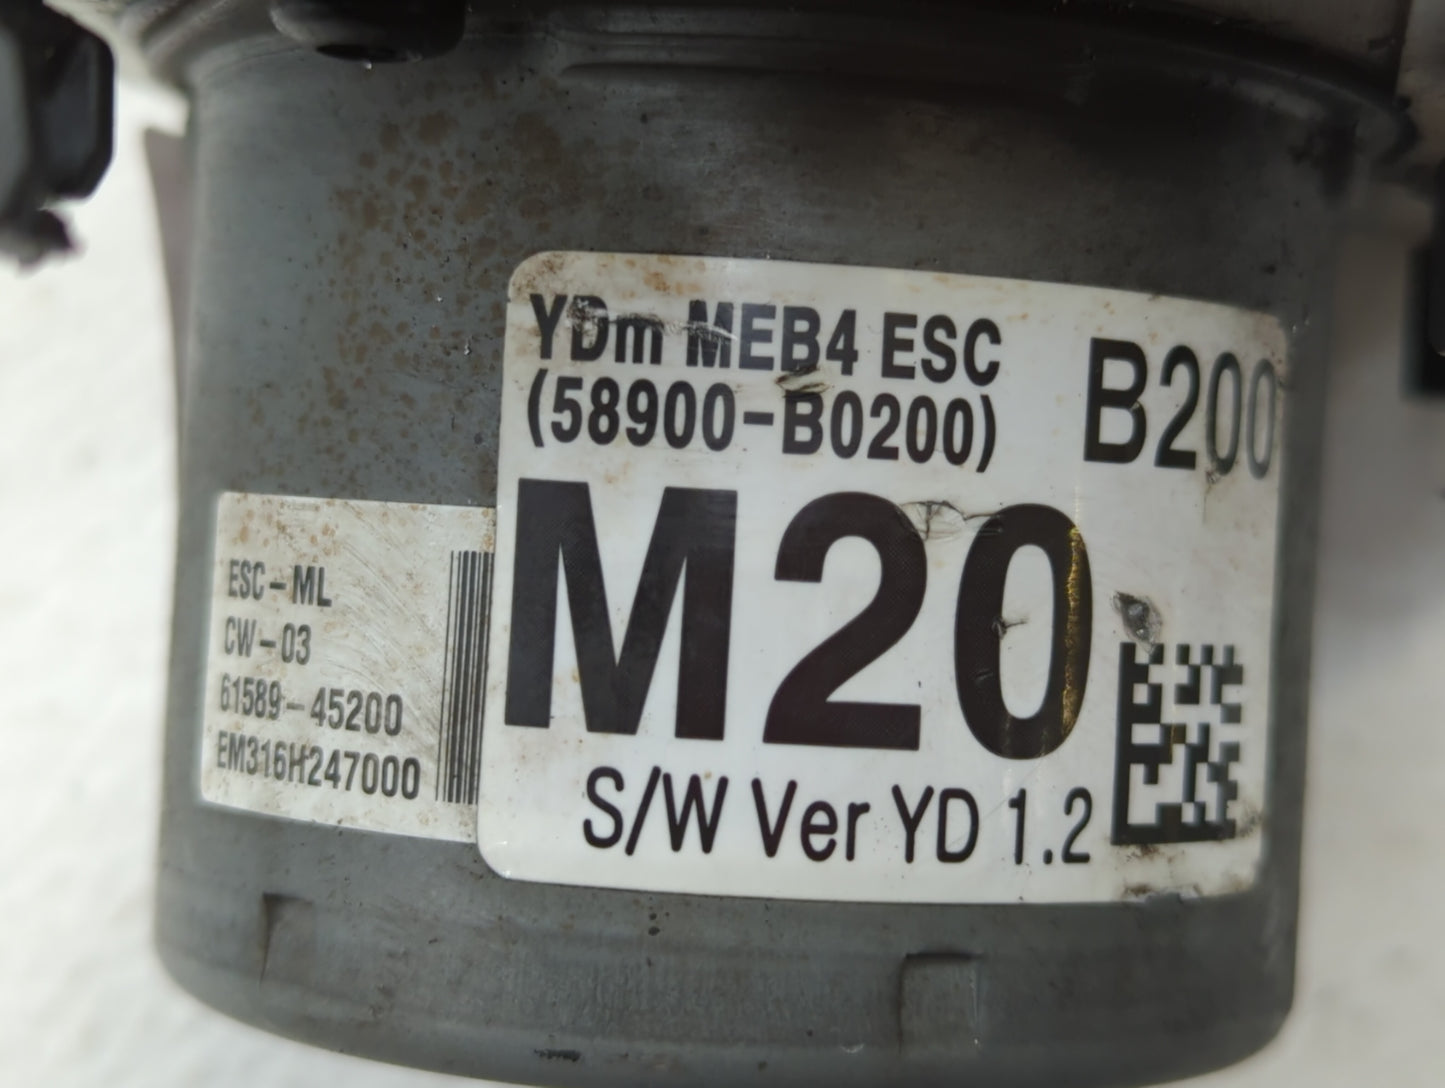 YDm MEB4 ESC
(58900-B0200)
B200
M20
S/W Ver YD 1.2
ESC-ML
CW-03
61589-45200
EM316H247000